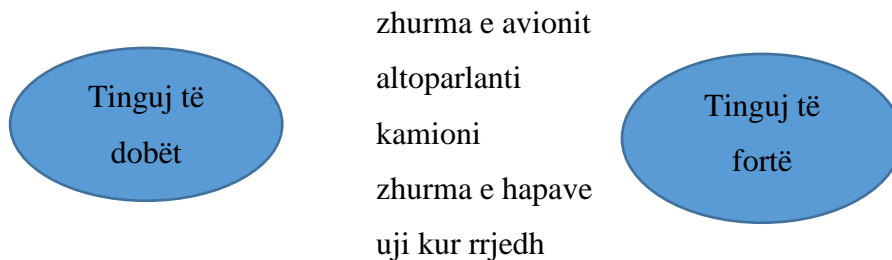 Tinguj të
dobët
zhurma e avionit
altoparlanti
kamioni
zhurma e hapave
uji kur rrjedh
Tinguj të
fortë